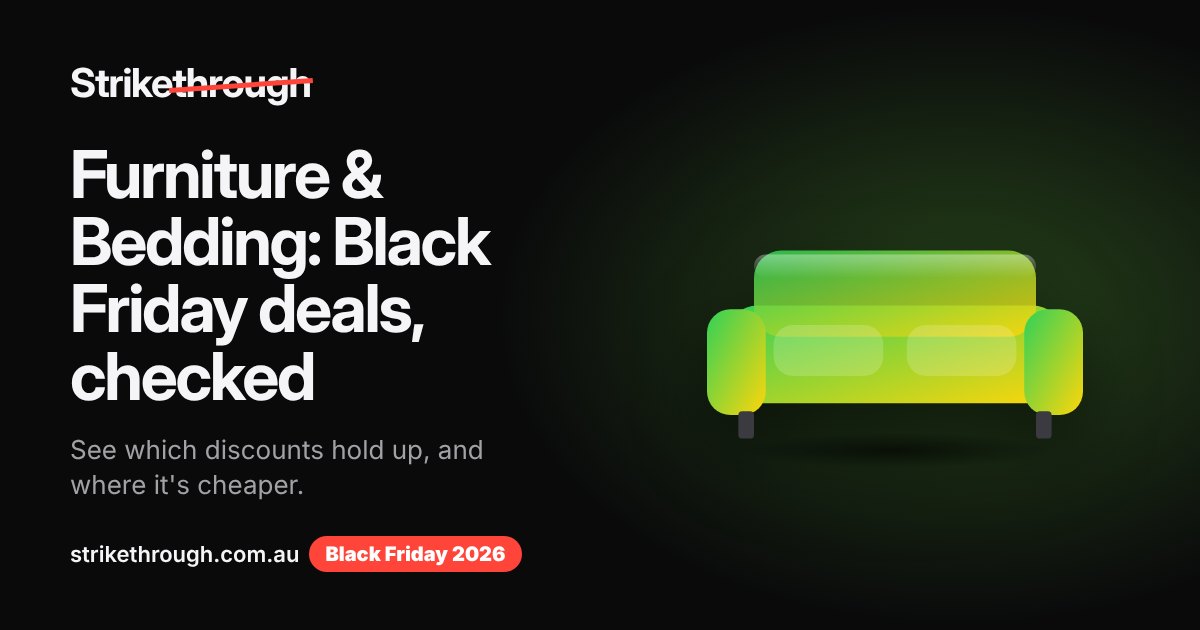 Strikethrough
Furniture &
Bedding: Black
Friday deals,
checked
See which discounts hold up, and
where it's cheaper.
strikethrough.com.au
Black Friday 2026